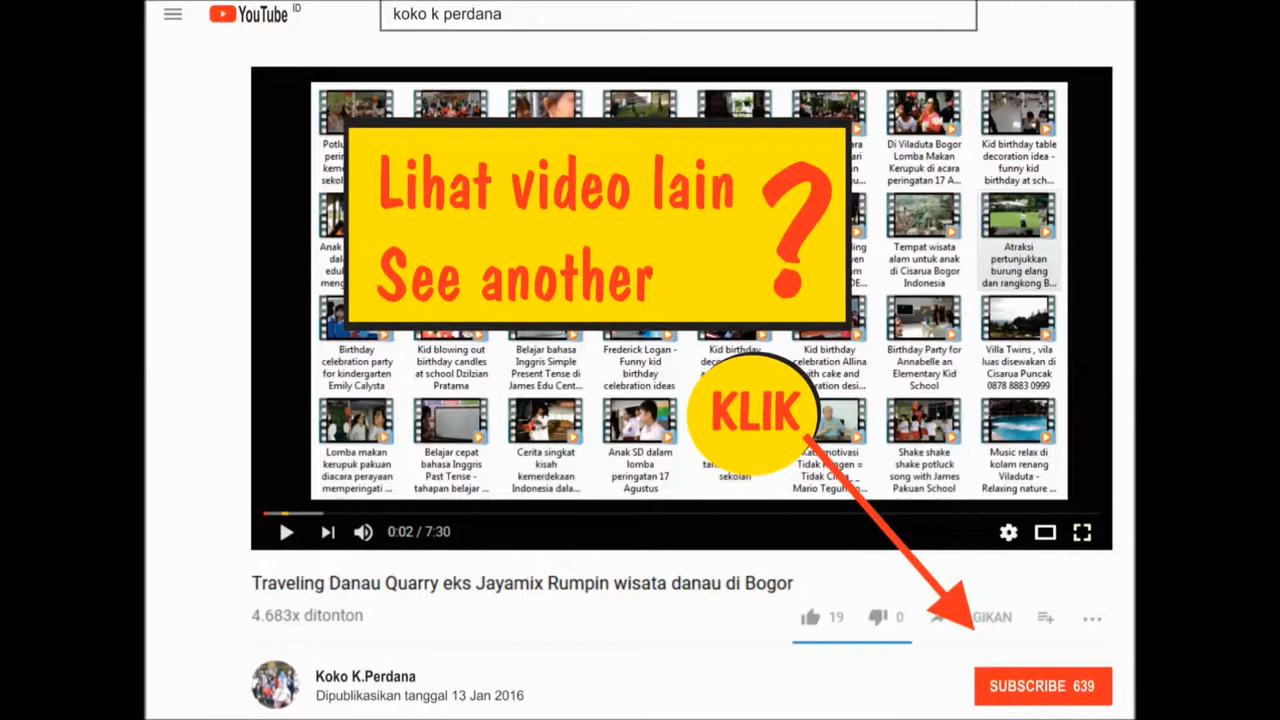 YouTube ID
koko k perdana
Lihat video lain
See another
?
Di Viladuta Bogor
Lomba Makan
Kerupuk di acara
peringatan 17 A...
Kid birthday table
decoration idea -
funny kid
birthday at sch...
Tempat wisata
alam untuk anak
di Cisarua Bogor
Indonesia
Atraksi
pertunjukkan
burung elang
dan rangkong B...
Birthday
celebration party
for kindergarten
Emily Calysta
Kid blowing out
birthday candles
at school Dzilzian
Pratama
Belajar bahasa
Inggris Simple
Present Tense di
James Edu Cent...
Frederick Logan -
Funny kid
birthday
celebration ideas
Kid birthday
Kid birthday
celebration Allina
with cake and
Birthday Party for
Annabelle an
Elementary Kid
School
Villa Twins , vila
luas disewakan di
Cisarua Puncak
0878 8883 0999
KLIK
Lomba makan
kerupuk pakuan
diacara perayaan
memperingati ...
Belajar cepat
bahasa Inggris
Past Tense -
tahapan belajar ...
Cerita singkat
kisah
kemerdekaan
Indonesia dala...
Anak SD dalam
lomba
peringatan 17
Agustus
sekolah
Shake shake
shake potluck
song with James
Pakuan School
Music relax di
kolam renang
Viladuta -
Relaxing nature ...
0:02 / 7:30
Traveling Danau Quarry eks Jayamix Rumpin wisata danau di Bogor
4.683x ditonton
19
0
GIKAN
Koko K.Perdana
Dipublikasikan tanggal 13 Jan 2016
SUBSCRIBE 639